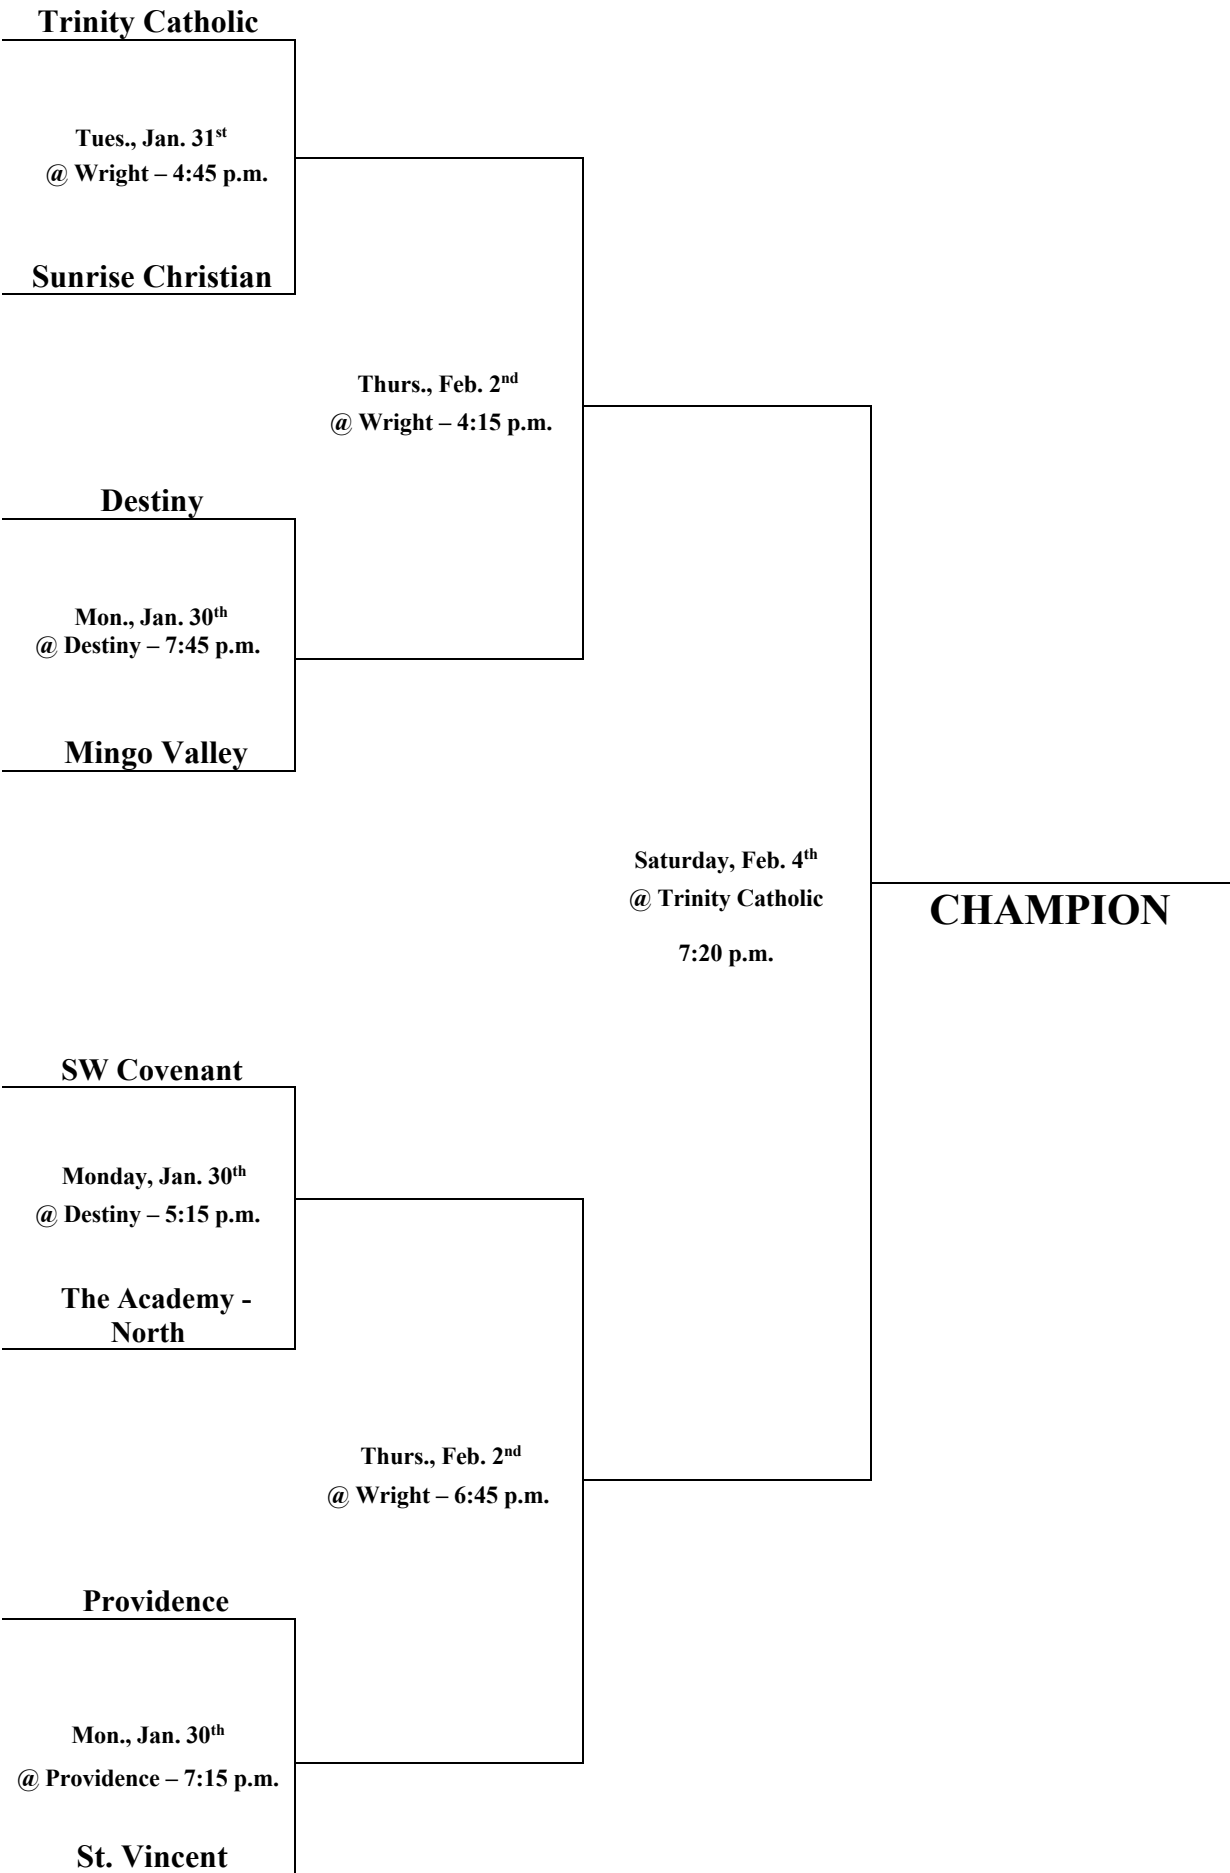 Trinity Catholic
Tues., Jan. 31st
@ Wright – 4:45 p.m.
Sunrise Christian
Thurs., Feb. 2nd
@ Wright – 4:15 p.m.
Destiny
Mon., Jan. 30th
@ Destiny – 7:45 p.m.
Mingo Valley
Saturday, Feb. 4th
@ Trinity Catholic
7:20 p.m.
CHAMPION
SW Covenant
Monday, Jan. 30th
@ Destiny – 5:15 p.m.
The Academy -
North
Thurs., Feb. 2nd
@ Wright – 6:45 p.m.
Providence
Mon., Jan. 30th
@ Providence – 7:15 p.m.
St. Vincent